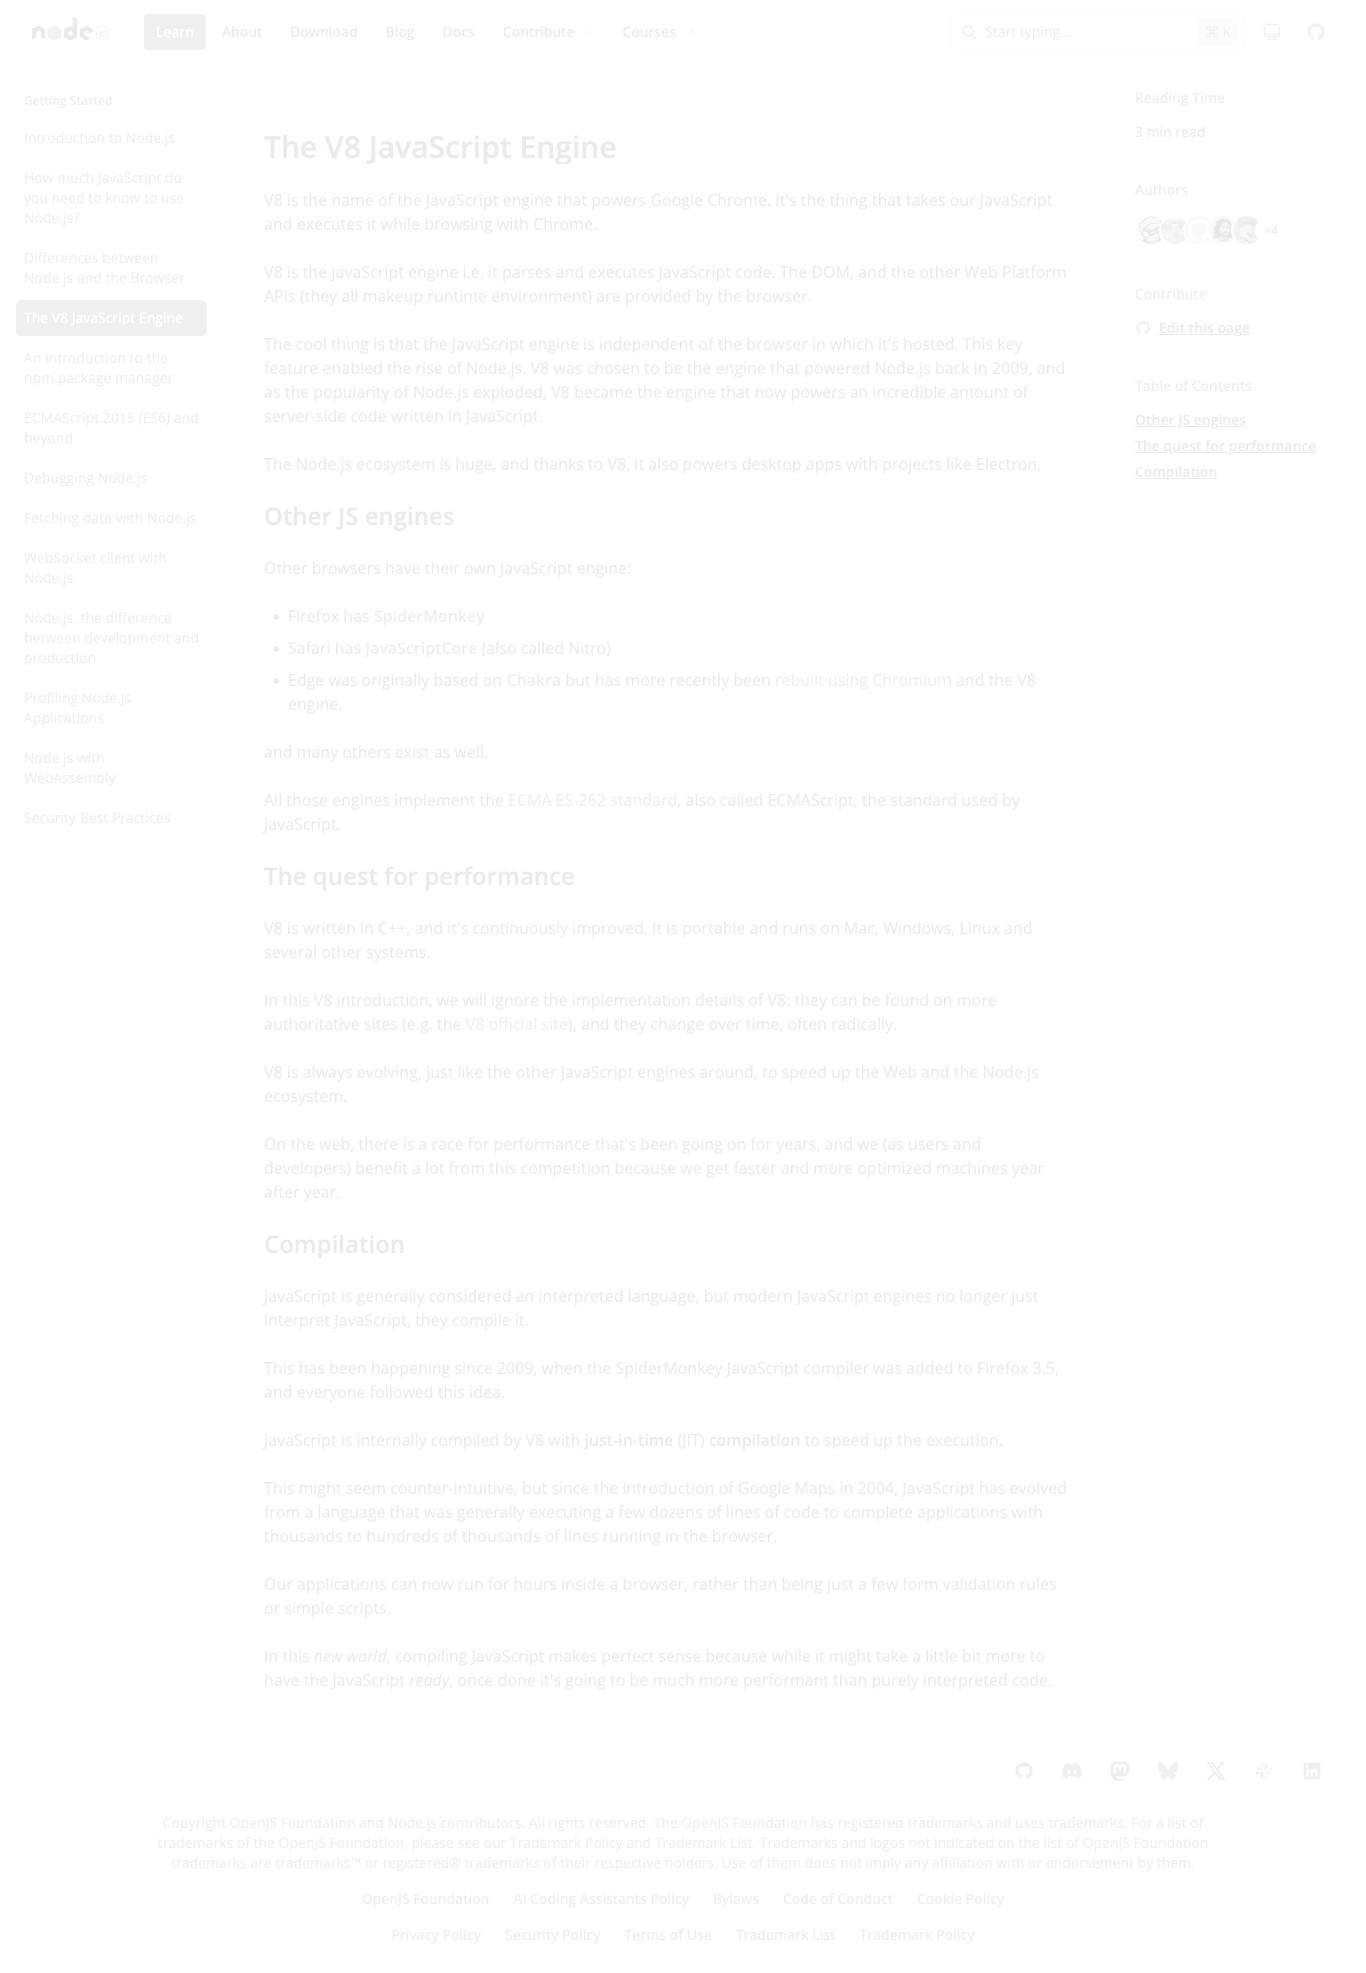 node JS
Learn
About
Download
Blog
Docs
Contribute
Courses
Start typing...
⌘ K
Getting Started
Introduction to Node.js
How much JavaScript do
you need to know to use
Node.js?
Differences between
Node.js and the Browser
The V8 JavaScript Engine
An introduction to the
npm package manager
ECMAScript 2015 (ES6) and
beyond
Debugging Node.js
Fetching data with Node.js
WebSocket client with
Node.js
Node.js, the difference
between development and
production
Profiling Node.js
Applications
Node.js with
WebAssembly
Security Best Practices
The V8 JavaScript Engine
V8 is the name of the JavaScript engine that powers Google Chrome. It's the thing that takes our JavaScript
and executes it while browsing with Chrome.
V8 is the JavaScript engine i.e. it parses and executes JavaScript code. The DOM, and the other Web Platform
APIs (they all makeup runtime environment) are provided by the browser.
The cool thing is that the JavaScript engine is independent of the browser in which it's hosted. This key
feature enabled the rise of Node.js. V8 was chosen to be the engine that powered Node.js back in 2009, and
as the popularity of Node.js exploded, V8 became the engine that now powers an incredible amount of
server-side code written in JavaScript.
The Node.js ecosystem is huge, and thanks to V8, it also powers desktop apps with projects like Electron.
Other JS engines
Other browsers have their own JavaScript engine:
• Firefox has SpiderMonkey
• Safari has JavaScriptCore (also called Nitro)
• Edge was originally based on Chakra but has more recently been rebuilt using Chromium and the V8
engine.
and many others exist as well.
All those engines implement the ECMA ES-262 standard, also called ECMAScript, the standard used by
JavaScript.
The quest for performance
V8 is written in C++, and it's continuously improved. It is portable and runs on Mac, Windows, Linux and
several other systems.
In this V8 introduction, we will ignore the implementation details of V8: they can be found on more
authoritative sites (e.g. the V8 official site), and they change over time, often radically.
V8 is always evolving, just like the other JavaScript engines around, to speed up the Web and the Node.js
ecosystem.
On the web, there is a race for performance that's been going on for years, and we (as users and
developers) benefit a lot from this competition because we get faster and more optimized machines year
after year.
Compilation
JavaScript is generally considered an interpreted language, but modern JavaScript engines no longer just
interpret JavaScript, they compile it.
This has been happening since 2009, when the SpiderMonkey JavaScript compiler was added to Firefox 3.5,
and everyone followed this idea.
JavaScript is internally compiled by V8 with just-in-time (JIT) compilation to speed up the execution.
This might seem counter-intuitive, but since the introduction of Google Maps in 2004, JavaScript has evolved
from a language that was generally executing a few dozens of lines of code to complete applications with
thousands to hundreds of thousands of lines running in the browser.
Our applications can now run for hours inside a browser, rather than being just a few form validation rules
or simple scripts.
In this new world, compiling JavaScript makes perfect sense because while it might take a little bit more to
have the JavaScript ready, once done it's going to be much more performant than purely interpreted code.
Reading Time
3 min read
Authors
+4
Contribute
Edit this page
Table of Contents
Other JS engines
The quest for performance
Compilation
Copyright OpenJS Foundation and Node.js contributors. All rights reserved. The OpenJS Foundation has registered trademarks and uses trademarks. For a list of
trademarks of the OpenJS Foundation, please see our Trademark Policy and Trademark List. Trademarks and logos not indicated on the list of OpenJS Foundation
trademarks are trademarks™ or registered® trademarks of their respective holders. Use of them does not imply any affiliation with or endorsement by them.
OpenJS Foundation
AI Coding Assistants Policy
Bylaws
Code of Conduct
Cookie Policy
Privacy Policy
Security Policy
Terms of Use
Trademark List
Trademark Policy